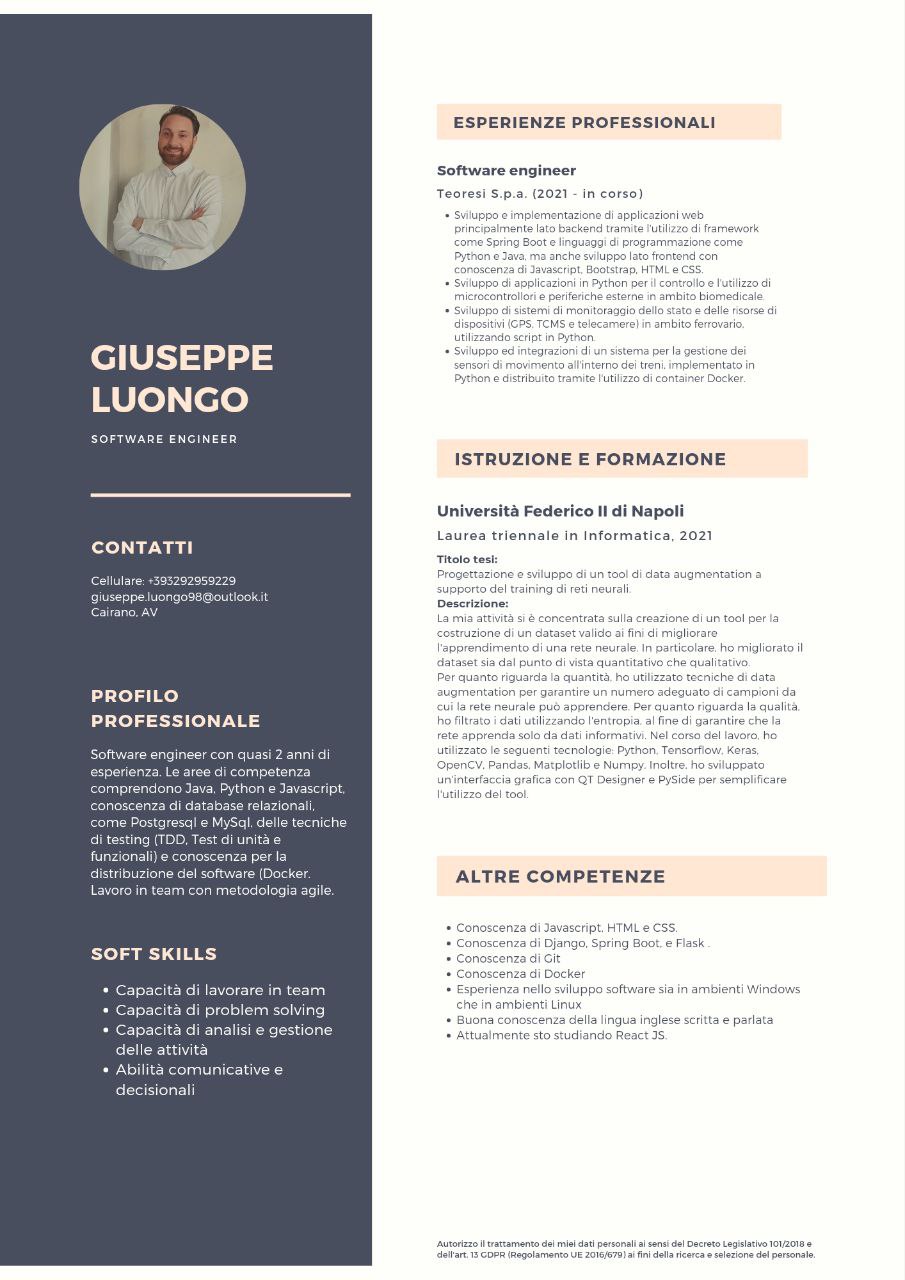 GIUSEPPE
LUONGO
SOFTWARE ENGINEER
CONTATTI
Cellulare: +393292959229
giuseppe.luongo98@outlook.it
Cairano, AV
PROFILO
PROFESSIONALE
Software engineer con quasi 2 anni di
esperienza. Le aree di competenza
comprendono Java, Python e Javascript,
conoscenza di database relazionali,
come Postgresql e MySql, delle tecniche
di testing (TDD, Test di unità e
funzionali) e conoscenza per la
distribuzione del software (Docker.
Lavoro in team con metodologia agile.
SOFT SKILLS
• Capacità di lavorare in team
• Capacità di problem solving
• Capacità di analisi e gestione
delle attività
• Abilità comunicative e
decisionali
ESPERIENZE PROFESSIONALI
Software engineer
Teoresi S.p.a. (2021 - in corso)
• Sviluppo e implementazione di applicazioni web
principalmente lato backend tramite l'utilizzo di framework
come Spring Boot e linguaggi di programmazione come
Python e Java, ma anche sviluppo lato frontend con
conoscenza di Javascript, Bootstrap, HTML e CSS.
• Sviluppo di applicazioni in Python per il controllo e l'utilizzo di
microcontrollori e periferiche esterne in ambito biomedicale.
• Sviluppo di sistemi di monitoraggio dello stato e delle risorse di
dispositivi (GPS, TCMS e telecamere) in ambito ferrovario,
utilizzando script in Python.
• Sviluppo ed integrazioni di un sistema per la gestione dei
sensori di movimento all'interno dei treni, implementato in
Python e distribuito tramite l'utilizzo di container Docker.
ISTRUZIONE E FORMAZIONE
Università Federico II di Napoli
Laurea triennale in Informatica, 2021
Titolo tesi:
Progettazione e sviluppo di un tool di data augmentation a
supporto del training di reti neurali.
Descrizione:
La mia attività si è concentrata sulla creazione di un tool per la
costruzione di un dataset valido ai fini di migliorare
l'apprendimento di una rete neurale. In particolare, ho migliorato il
dataset sia dal punto di vista quantitativo che qualitativo.
Per quanto riguarda la quantità, ho utilizzato tecniche di data
augmentation per garantire un numero adeguato di campioni da
cui la rete neurale può apprendere. Per quanto riguarda la qualità,
ho filtrato i dati utilizzando l'entropia, al fine di garantire che la
rete apprenda solo da dati informativi. Nel corso del lavoro, ho
utilizzato le seguenti tecnologie: Python, Tensorflow, Keras,
OpenCV, Pandas, Matplotlib e Numpy. Inoltre, ho sviluppato
un'interfaccia grafica con QT Designer e PySide per semplificare
l'utilizzo del tool.
ALTRE COMPETENZE
• Conoscenza di Javascript, HTML e CSS.
• Conoscenza di Django, Spring Boot, e Flask .
• Conoscenza di Git
• Conoscenza di Docker
• Esperienza nello sviluppo software sia in ambienti Windows
che in ambienti Linux
• Buona conoscenza della lingua inglese scritta e parlata
• Attualmente sto studiando React JS.
Autorizzo il trattamento dei miei dati personali ai sensi del Decreto Legislativo 101/2018 e
dell'art. 13 GDPR (Regolamento UE 2016/679) ai fini della ricerca e selezione del personale.